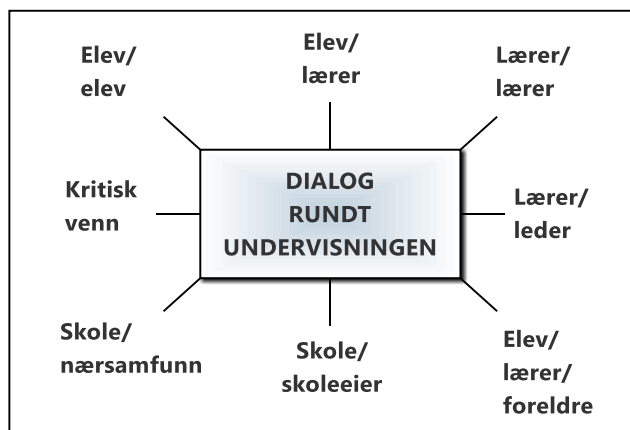 Elev/
elev
Elev/
lærer
Lærer/
lærer
Kritisk
venn
DIALOG
RUNDT
UNDERVISNINGEN
Lærer/
leder
Skole/
nærsamfunn
Skole/
skoleeier
Elev/
lærer/
foreldre